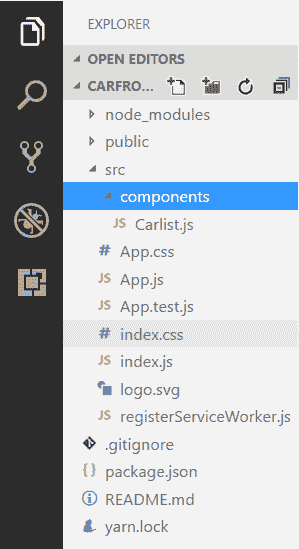 EXPLORER
OPEN EDITORS
CARFRO...
node_modules
public
src
components
JS Carlist.js
# App.css
JS App.js
JS App.test.js
# index.css
JS index.js
logo.svg
JS registerServiceWorker.js
.gitignore
{} package.json
README.md
yarn.lock